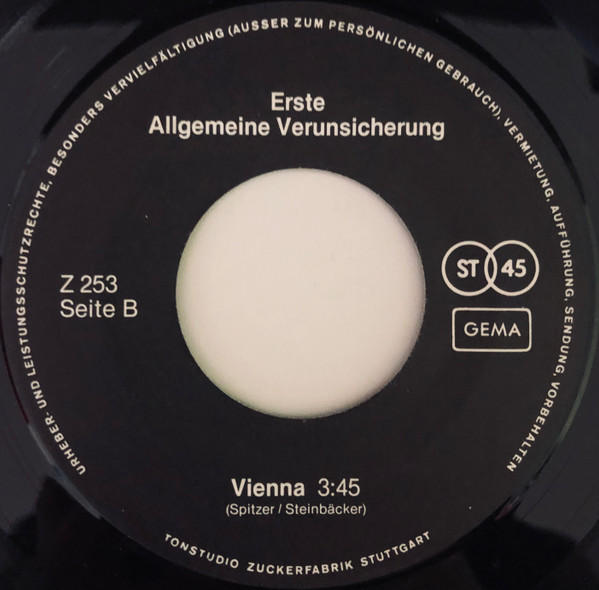 URHEBER- UND LEISTUNGSSCHUTZRECHTE, BESONDERS VERVIELFÄLTIGUNG (AUSSER ZUM PERSÖNLICHEN GEBRAUCH), VERMIETUNG, AUFFÜHRUNG, SENDUNG, VORBEHALTEN
Erste
Allgemeine Verunsicherung
Z 253
Seite B
ST 45
GEMA
Vienna 3:45
(Spitzer / Steinbäcker)
TONSTUDIO ZUCKERFABRIK STUTTGART